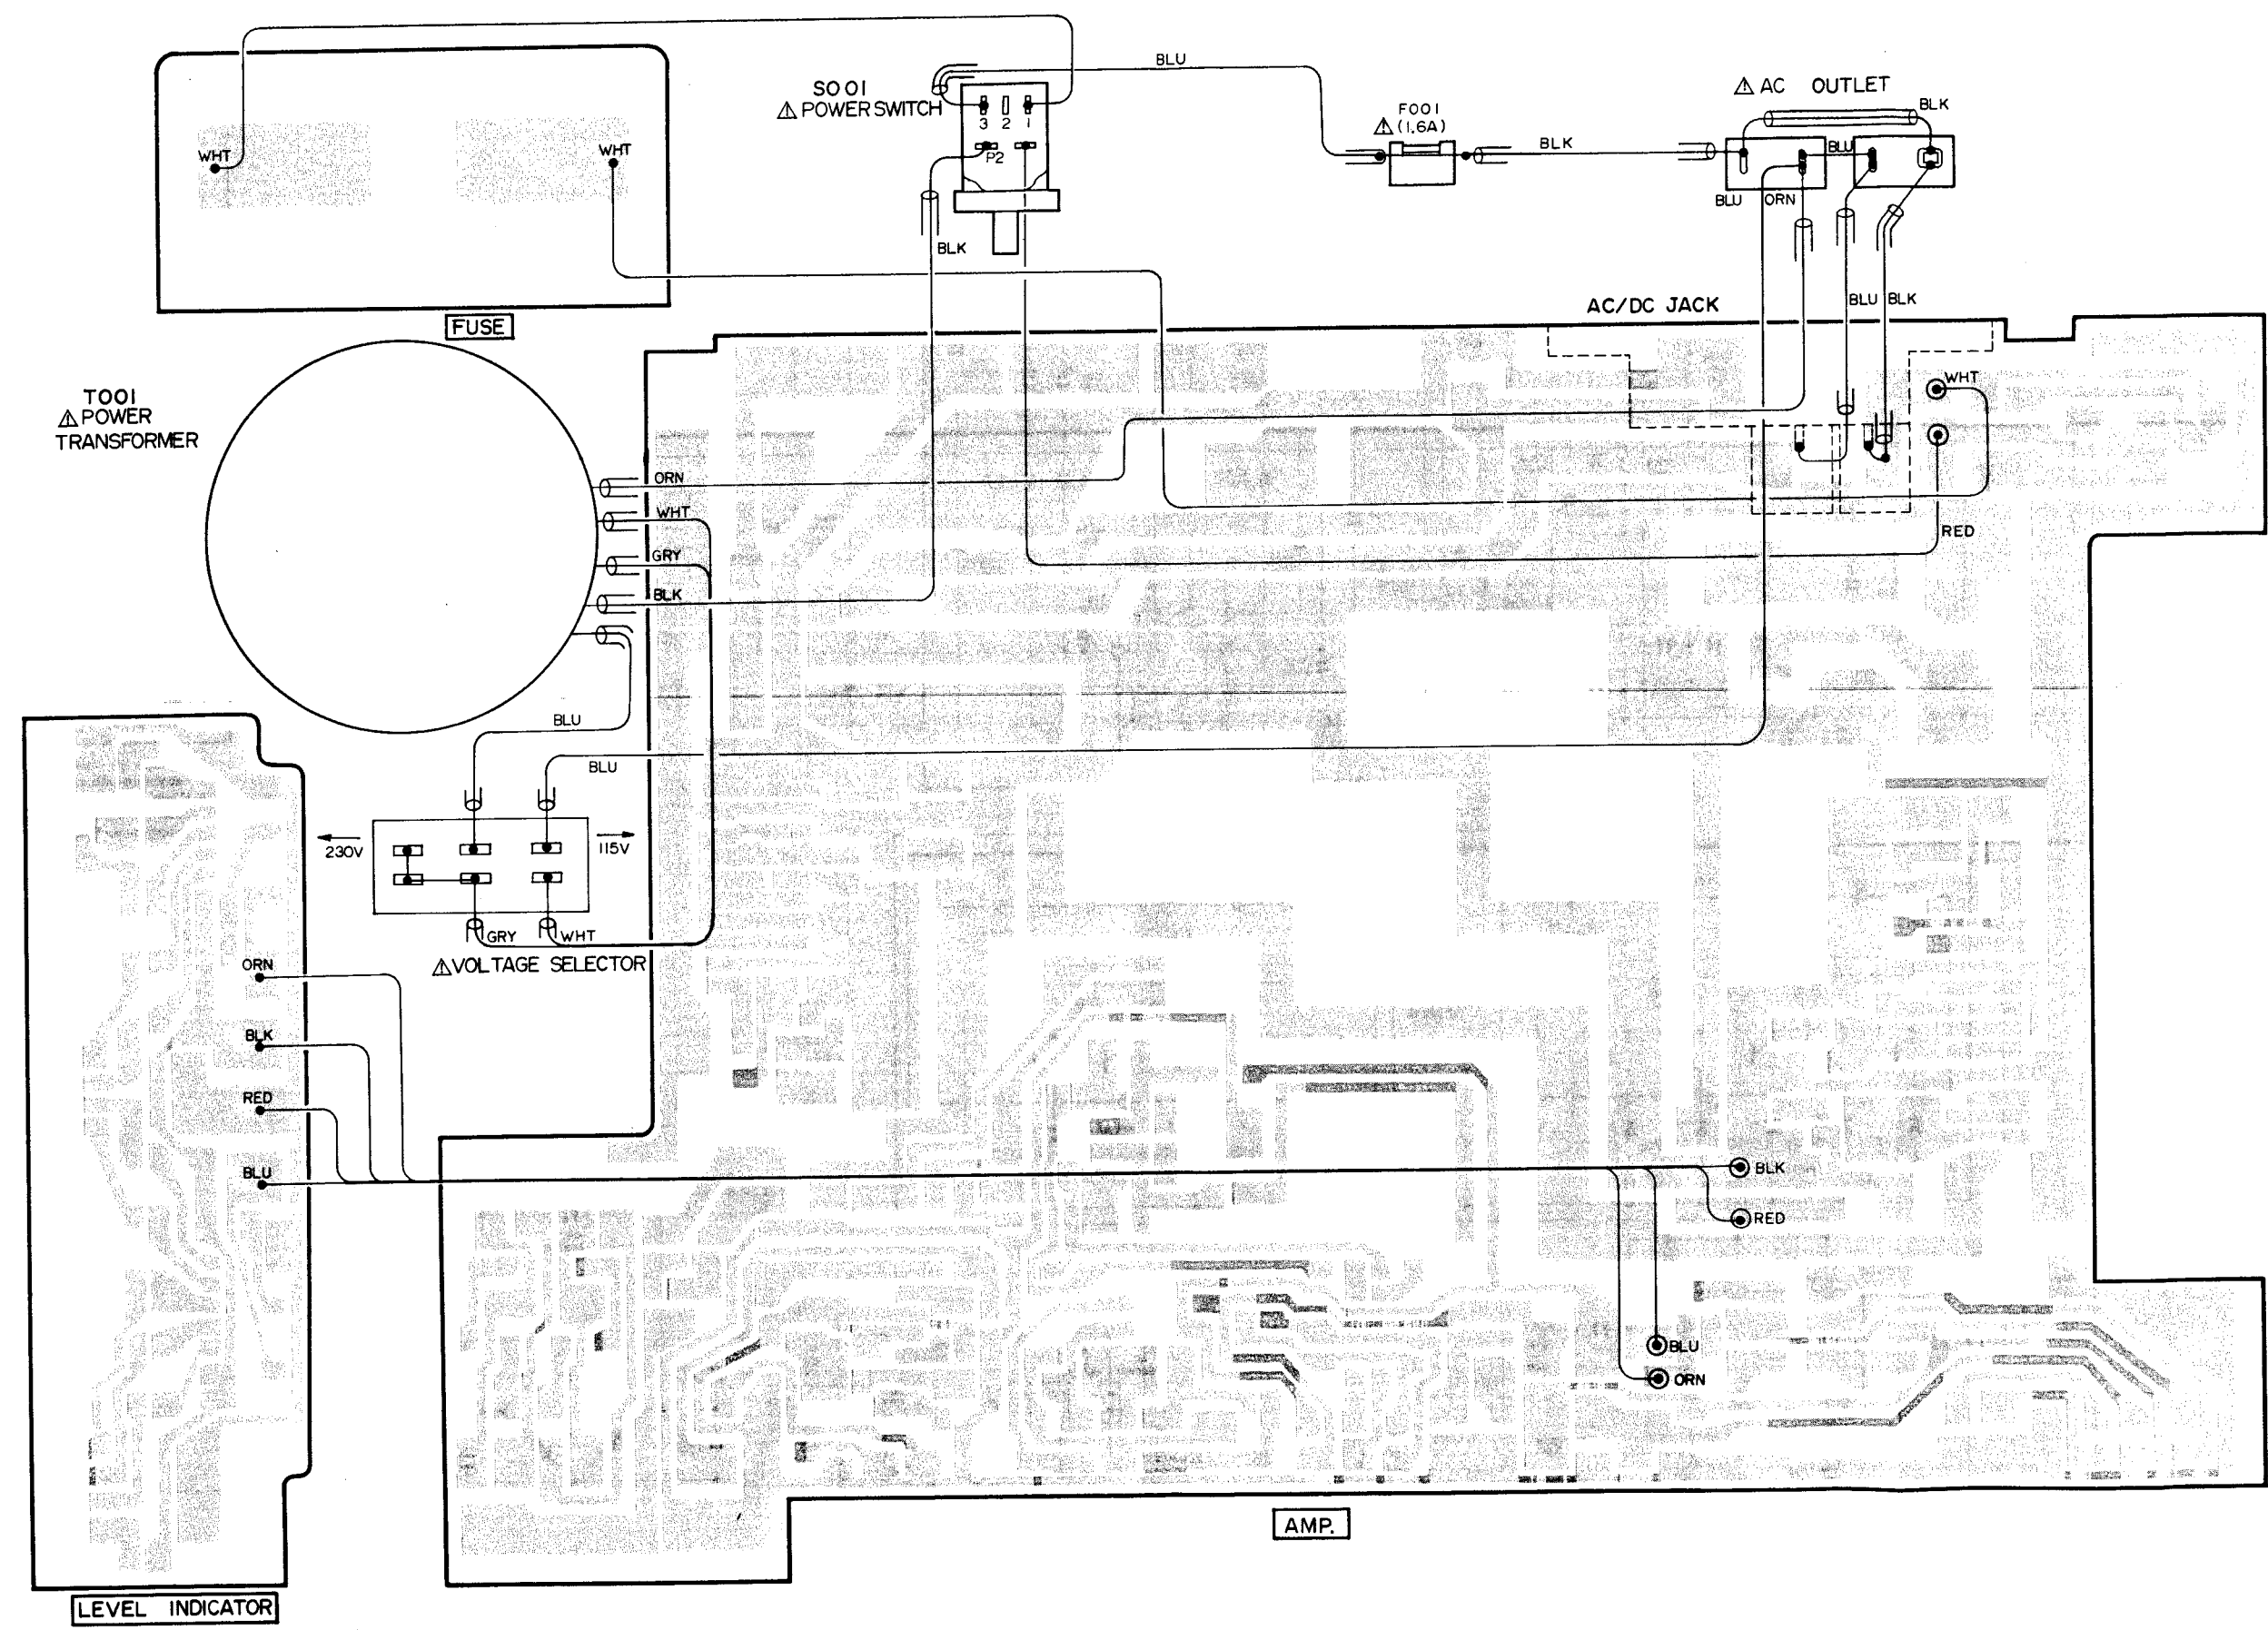 WHT
WHT
FUSE
SO01
⚠ POWER SWITCH
3 2 1
P2
BLU
BLK
F001
⚠ (1.6A)
BLK
⚠ AC OUTLET
BLK
BLU
BLU
ORN
BLU
BLK
AC/DC JACK
WHT
RED
T001
⚠ POWER
TRANSFORMER
ORN
WHT
GRY
BLK
BLU
BLU
230V
115V
GRY
WHT
⚠ VOLTAGE SELECTOR
ORN
BLK
RED
BLU
BLK
RED
BLU
ORN
AMP.
LEVEL INDICATOR